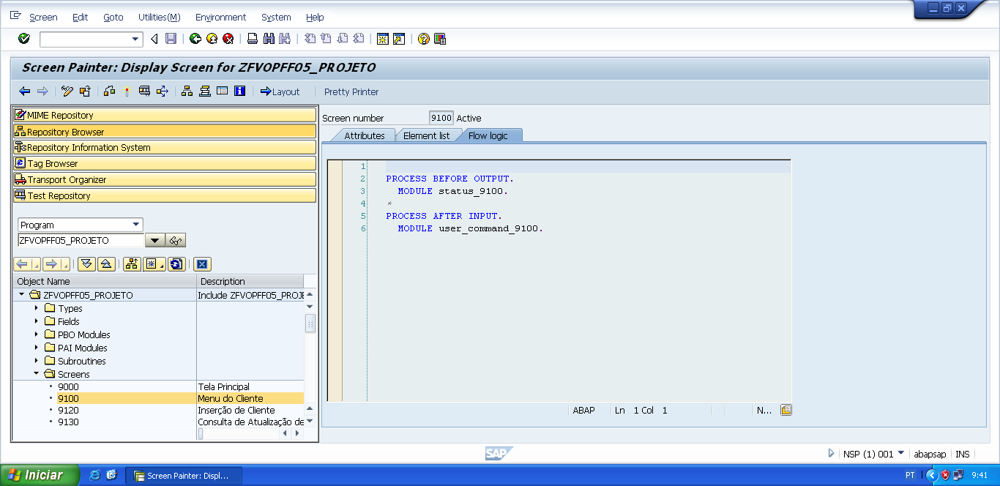 Screen Edit Goto Utilities(M) Environment System Help
Screen Painter: Display Screen for ZFVOPFF05_PROJETO
Layout Pretty Printer
MIME Repository
Repository Browser
Repository Information System
Tag Browser
Transport Organizer
Test Repository
Program
ZFVOPFF05_PROJETO
Object Name Description
ZFVOPFF05_PROJETO Include ZFVOPFF05_PROJE
Types
Fields
PBO Modules
PAI Modules
Subroutines
Screens
9000 Tela Principal
9100 Menu do Cliente
9120 Inserção de Cliente
9130 Consulta de Atualização de
Screen number 9100 Active
Attributes Element list Flow logic
1
2 PROCESS BEFORE OUTPUT.
3 MODULE status_9100.
4 *
5 PROCESS AFTER INPUT.
6 MODULE user_command_9100.
ABAP Ln 1 Col 1 N...
SAP
NSP (1) 001 abapsap INS
Iniciar Screen Painter: Displ... PT 9:41